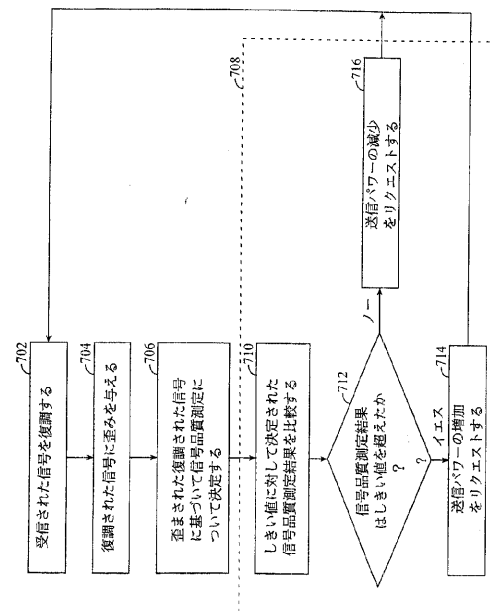 702
受信された信号を復調する
704
復調された信号に歪みを与える
706
歪まされた復調された信号
に基づいて信号品質測定に
ついて決定する
708
710
しきい値に対して決定された
信号品質測定結果を比較する
712
信号品質測定結果
はしきい値を超えたか
?
ノー
716
送信パワーの減少
をリクエストする
イエス
?
714
送信パワーの増加
をリクエストする